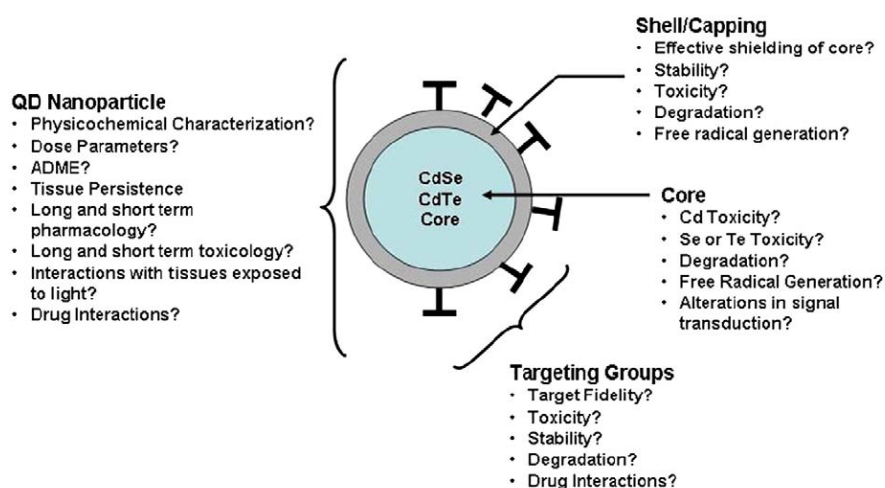 QD Nanoparticle
• Physicochemical Characterization?
• Dose Parameters?
• ADME?
• Tissue Persistence
• Long and short term
pharmacology?
• Long and short term toxicology?
• Interactions with tissues exposed
to light?
• Drug Interactions?
CdSe
CdTe
Core
Shell/Capping
• Effective shielding of core?
• Stability?
• Toxicity?
• Degradation?
• Free radical generation?
Core
• Cd Toxicity?
• Se or Te Toxicity?
• Degradation?
• Free Radical Generation?
• Alterations in signal
transduction?
Targeting Groups
• Target Fidelity?
• Toxicity?
• Stability?
• Degradation?
• Drug Interactions?